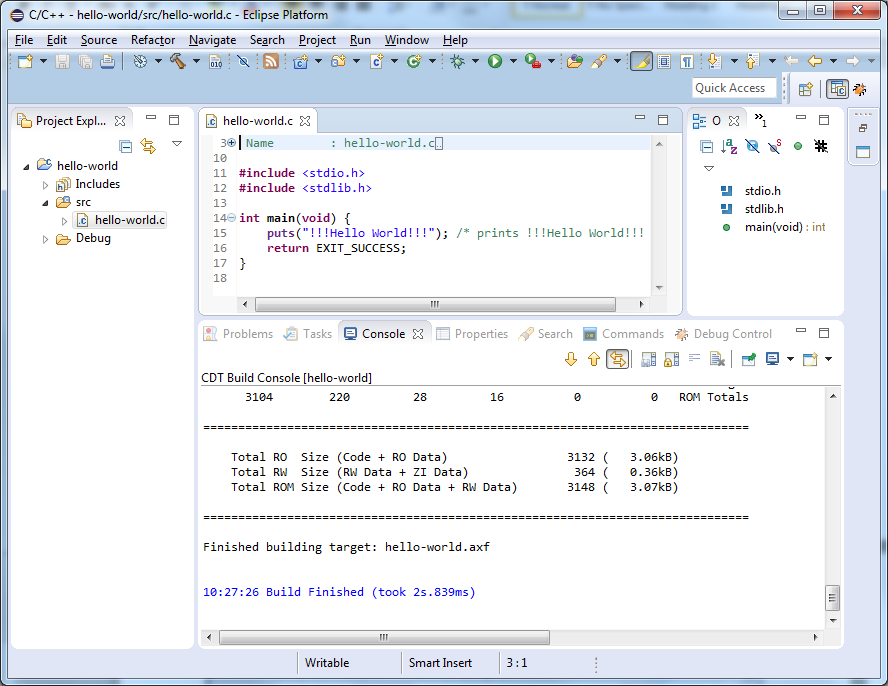 C/C++ - hello-world/src/hello-world.c - Eclipse Platform
File Edit Source Refactor Navigate Search Project Run Window Help
010
Quick Access
Project Expl...
hello-world
Includes
src
hello-world.c
Debug
hello-world.c
3 Name : hello-world.c
10
11 #include <stdio.h>
12 #include <stdlib.h>
13
14 int main(void) {
15 puts("!!!Hello World!!!"); /* prints !!!Hello World!!!
16 return EXIT_SUCCESS;
17 }
18
O
»1
stdio.h
stdlib.h
main(void) : int
Problems Tasks Console Properties Search Commands Debug Control
CDT Build Console [hello-world]
3104 220 28 16 0 0 ROM Totals
==============================================================================
Total RO Size (Code + RO Data) 3132 ( 3.06kB)
Total RW Size (RW Data + ZI Data) 364 ( 0.36kB)
Total ROM Size (Code + RO Data + RW Data) 3148 ( 3.07kB)
==============================================================================
Finished building target: hello-world.axf
10:27:26 Build Finished (took 2s.839ms)
Writable Smart Insert 3 : 1